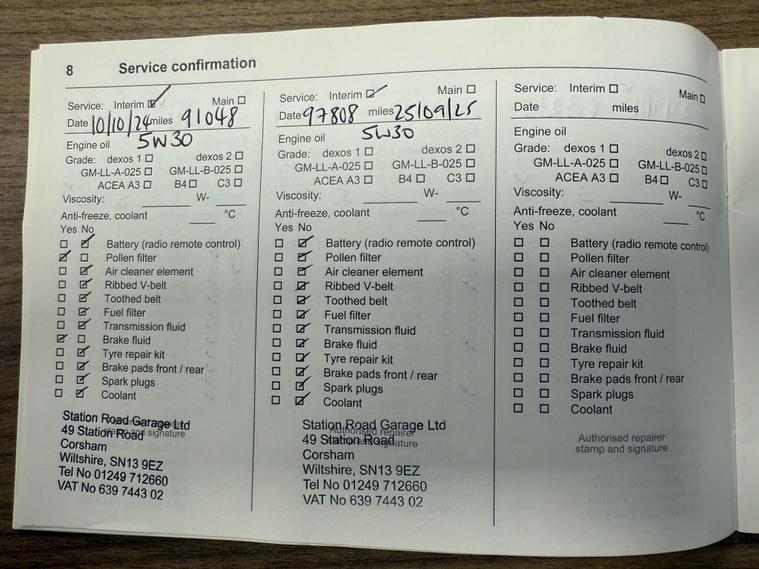 8 Service confirmation
Service: Interim Main
Date 10/10/24 miles 91048
Engine oil 5W30
Grade: dexos 1 dexos 2
GM-LL-A-025 GM-LL-B-025
ACEA A3 B4 C3
Viscosity: W-
Anti-freeze, coolant °C
Yes No
Battery (radio remote control)
Pollen filter
Air cleaner element
Ribbed V-belt
Toothed belt
Fuel filter
Transmission fluid
Brake fluid
Tyre repair kit
Brake pads front / rear
Spark plugs
Coolant
Station Road Garage Ltd
stamp and signature
49 Station Road
Corsham
Wiltshire, SN13 9EZ
Tel No 01249 712660
VAT No 639 7443 02
Service: Interim Main
Date 97808 miles 25/09/25
Engine oil 5W30
Grade: dexos 1 dexos 2
GM-LL-A-025 GM-LL-B-025
ACEA A3 B4 C3
Viscosity: W-
Anti-freeze, coolant °C
Yes No
Battery (radio remote control)
Pollen filter
Air cleaner element
Ribbed V-belt
Toothed belt
Fuel filter
Transmission fluid
Brake fluid
Tyre repair kit
Brake pads front / rear
Spark plugs
Coolant
Station Road Garage Ltd
Authorised repairer
49 Station Road
stamp and signature
Corsham
Wiltshire, SN13 9EZ
Tel No 01249 712660
VAT No 639 7443 02
Service: Interim Main
Date miles
Engine oil
Grade: dexos 1 dexos 2
GM-LL-A-025 GM-LL-B-025
ACEA A3 B4 C3
Viscosity: W-
Anti-freeze, coolant °C
Yes No
Battery (radio remote control)
Pollen filter
Air cleaner element
Ribbed V-belt
Toothed belt
Fuel filter
Transmission fluid
Brake fluid
Tyre repair kit
Brake pads front / rear
Spark plugs
Coolant
Authorised repairer
stamp and signature